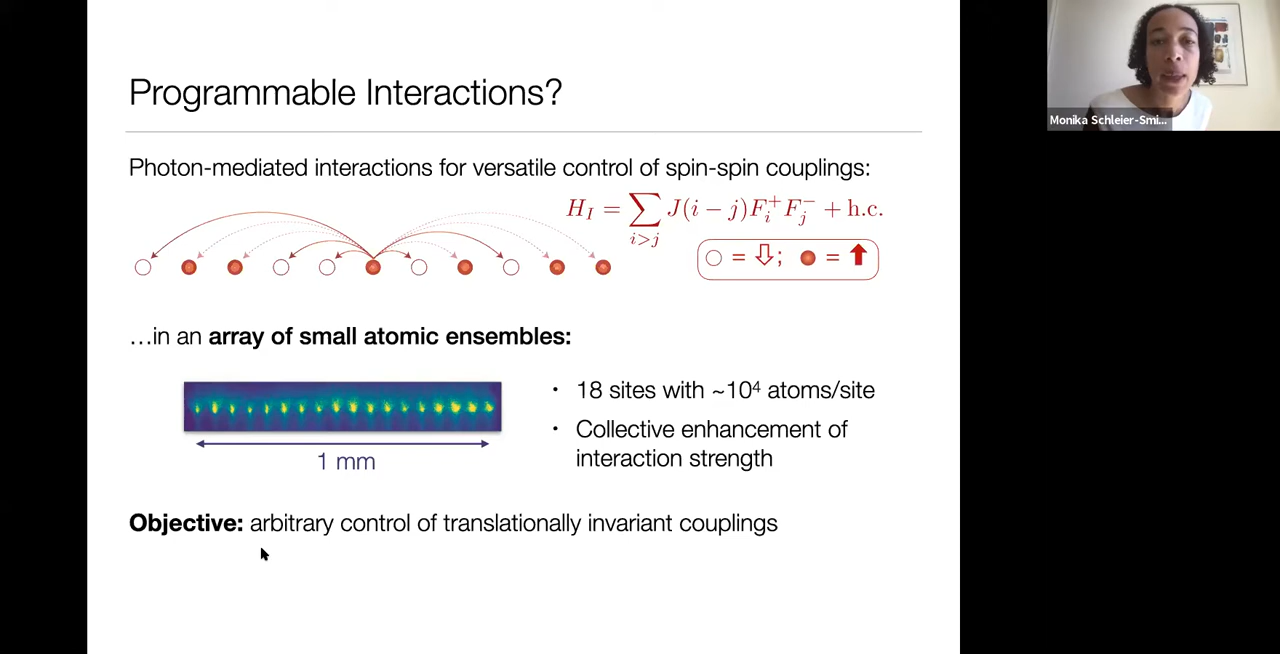 Programmable Interactions?
Monika Schleier-Smi...
Photon-mediated interactions for versatile control of spin-spin couplings:
H_I = ∑_{i>j} J(i − j)F_i^+ F_j^- + h.c.
○ = ⇩; ● = ⬆
…in an array of small atomic ensembles:
• 18 sites with ~10⁴ atoms/site
• Collective enhancement of
interaction strength
1 mm
Objective: arbitrary control of translationally invariant couplings